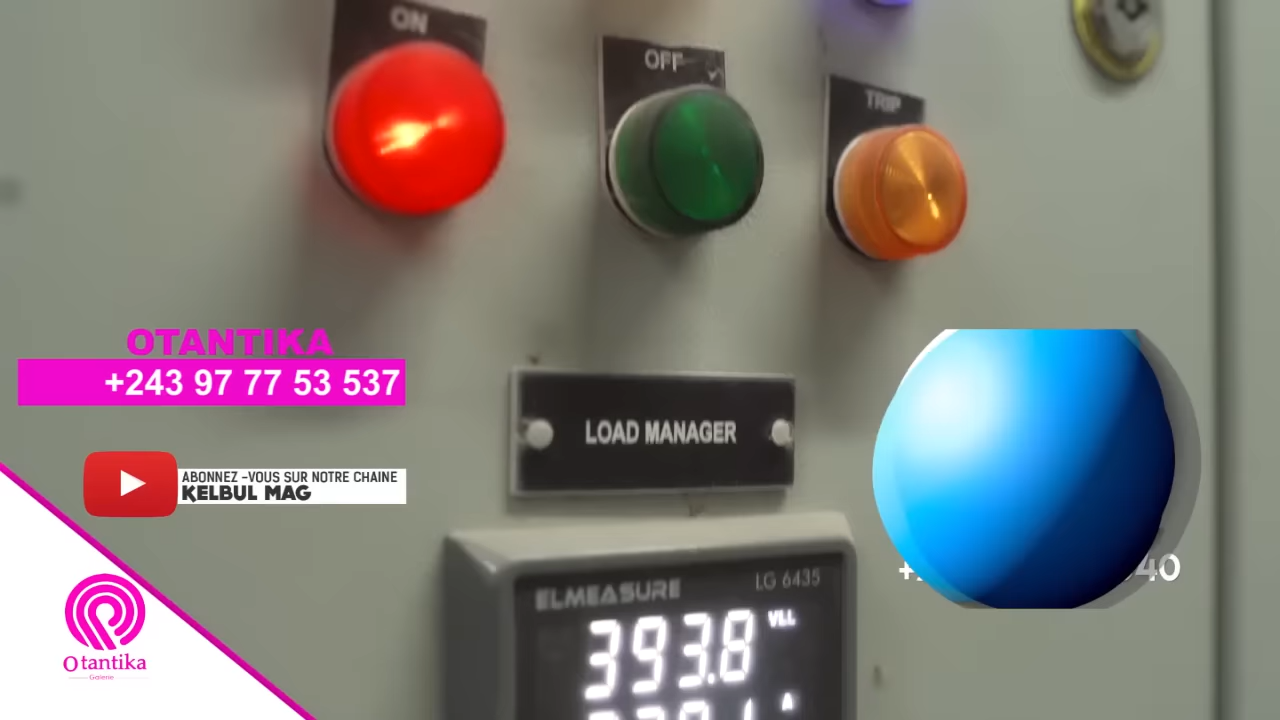 ON
OFF
TRIP
OTANTIKA
+243 97 77 53 537
LOAD MANAGER
ABONNEZ -VOUS SUR NOTRE CHAINE
KELBUL MAG
40
ELMEASURE
LG 6435
393.8 VLL
A
Otantika
Galerie